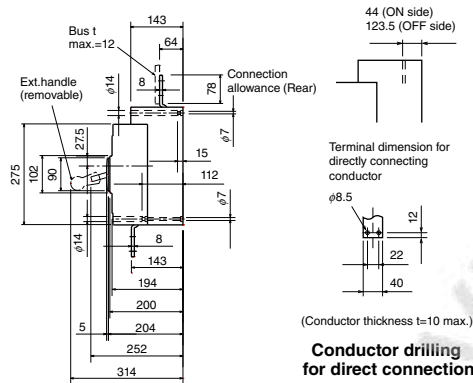 143
64
Bus t
max.=12
8
78
φ14
Ext.handle
(removable)
Connection
allowance (Rear)
φ7
27.5
15
275
102
90
112
φ7
φ14
8
143
194
200
5
204
252
314
44 (ON side)
123.5 (OFF side)
Terminal dimension for
directly connecting
conductor
φ8.5
12
22
40
(Conductor thickness t=10 max.)
Conductor drilling
for direct connection